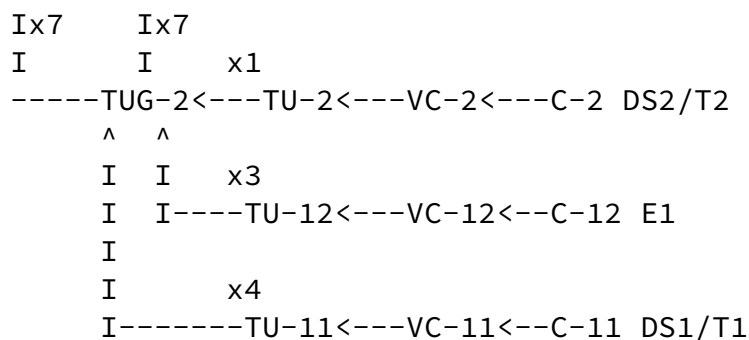 Ix7     Ix7
I       I    x1
-----TUG-2<---TU-2<---VC-2<---C-2 DS2/T2
     ^  ^
     I  I   x3
     I  I----TU-12<---VC-12<--C-12 E1
     I
     I      x4
     I-------TU-11<---VC-11<--C-11 DS1/T1